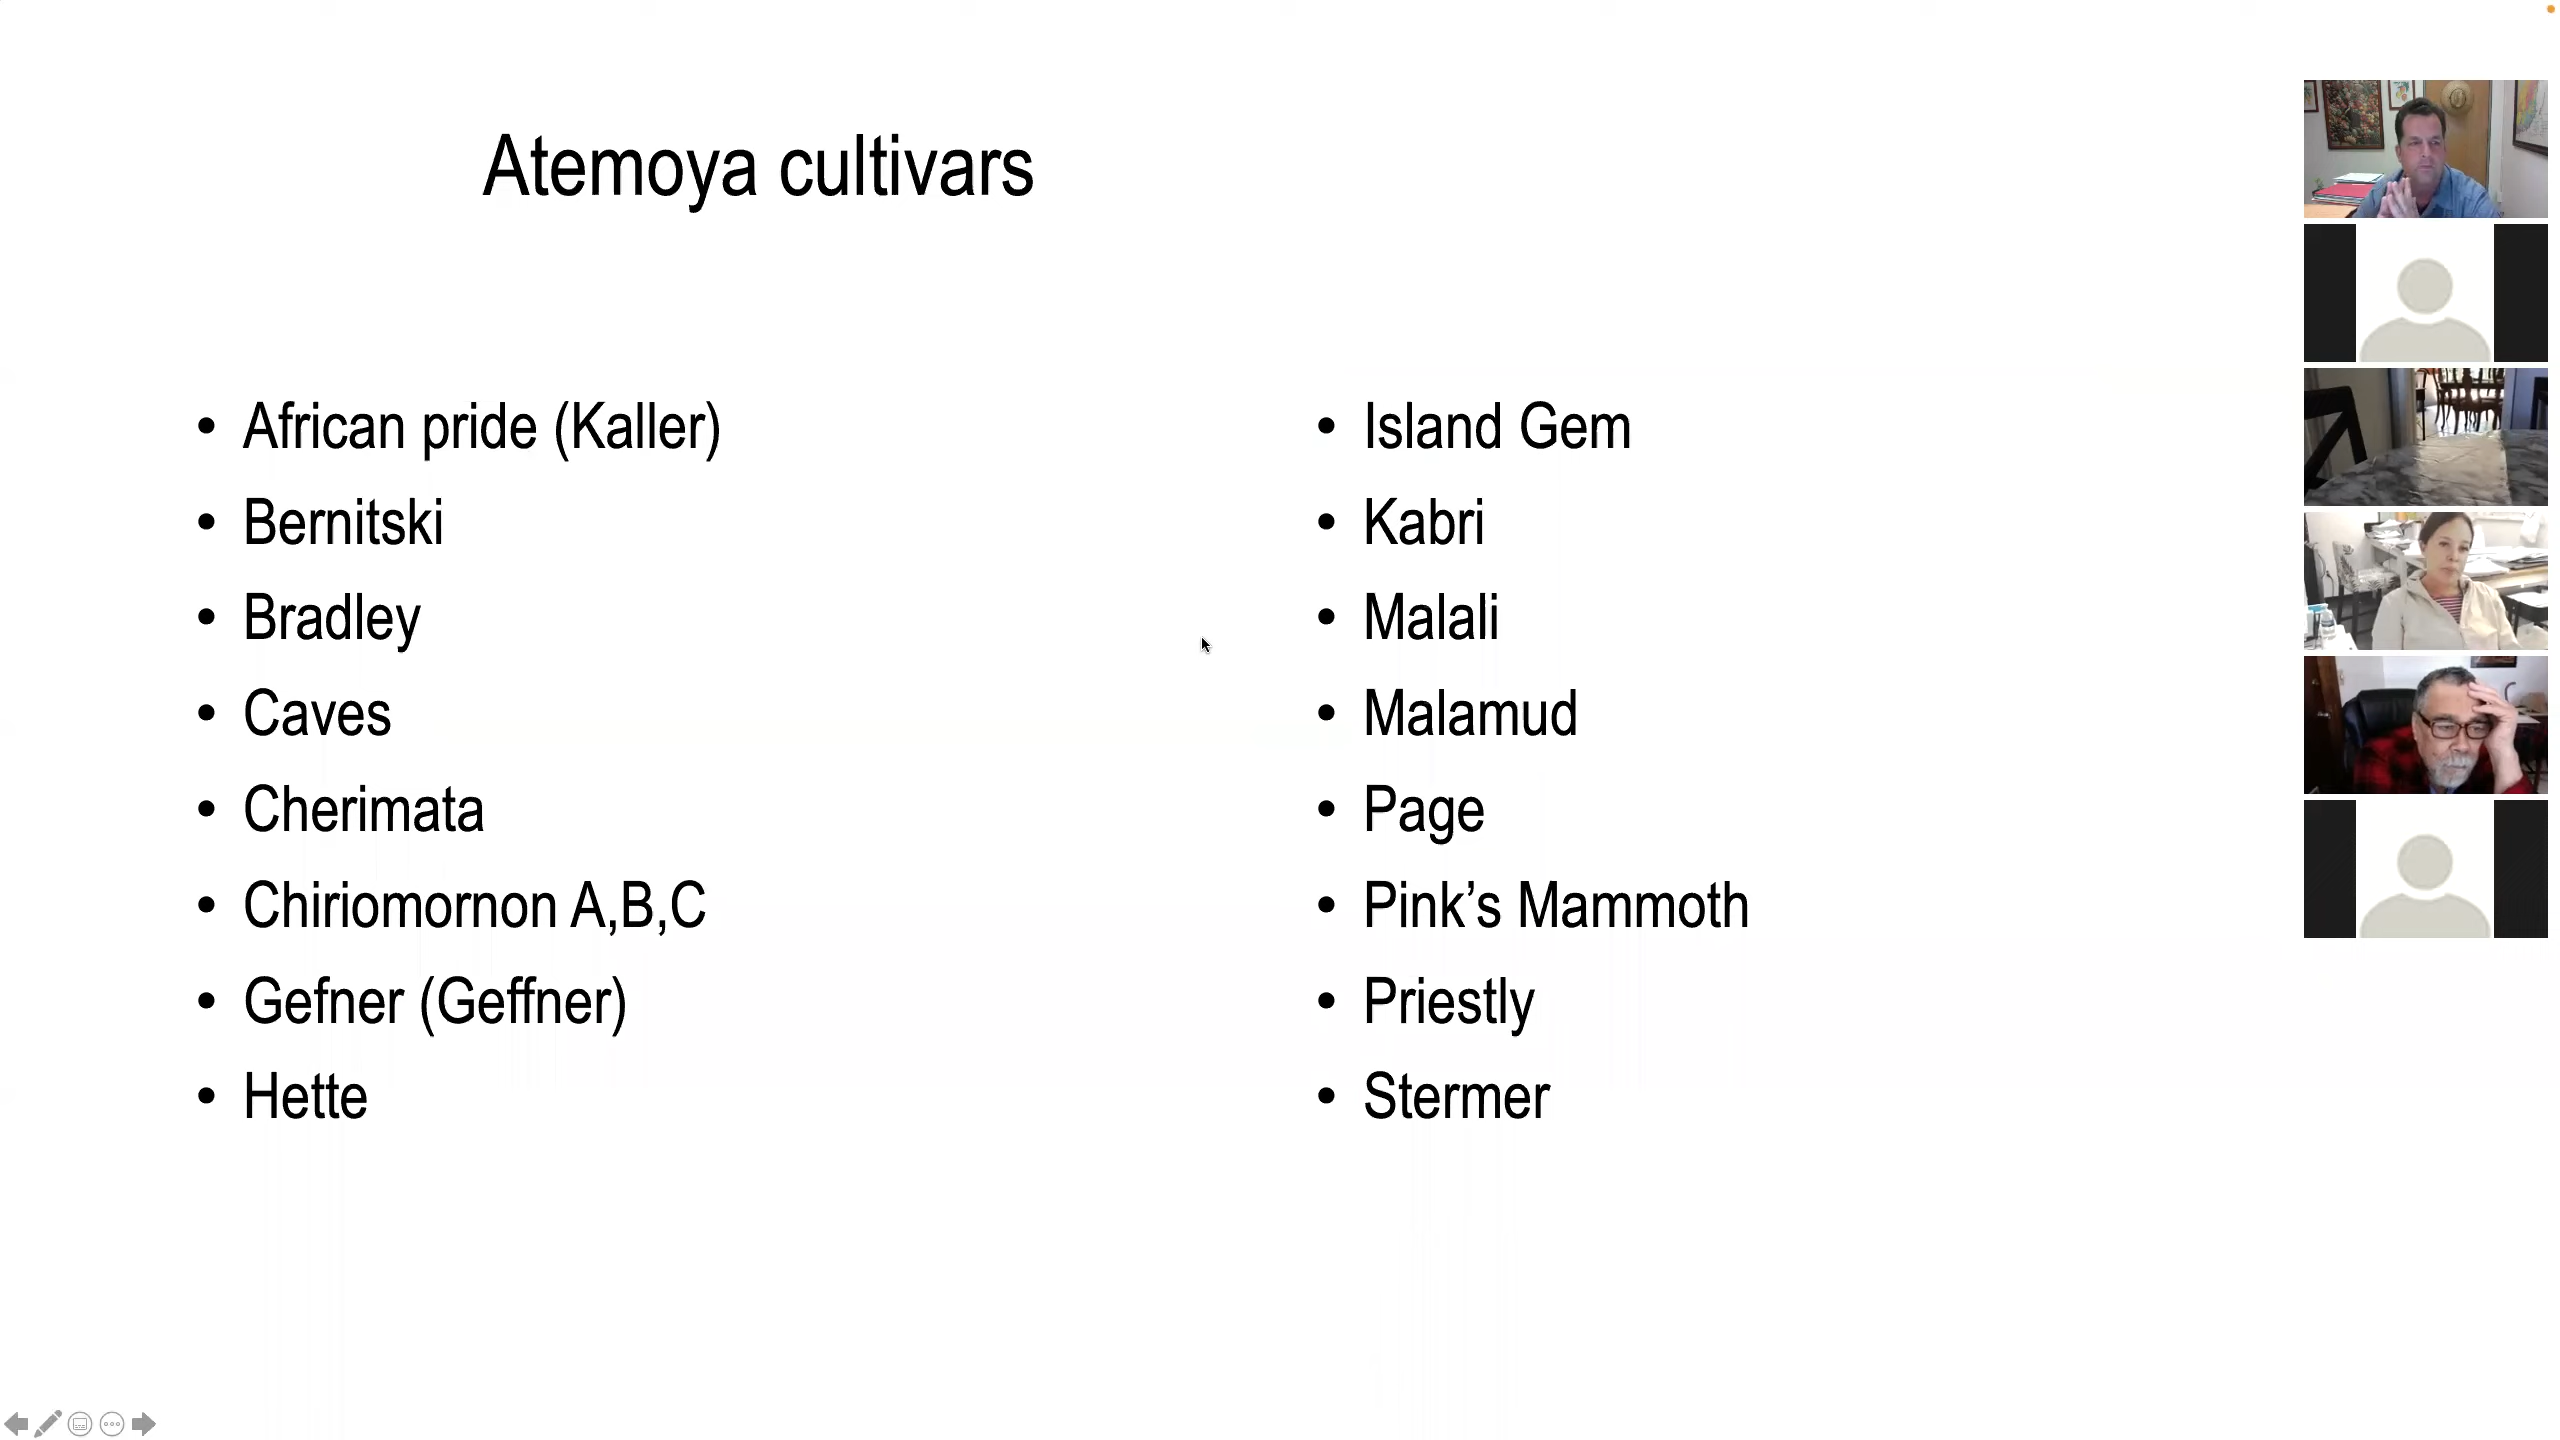 Atemoya cultivars
• African pride (Kaller)
• Bernitski
• Bradley
• Caves
• Cherimata
• Chiriomornon A,B,C
• Gefner (Geffner)
• Hette
• Island Gem
• Kabri
• Malali
• Malamud
• Page
• Pink’s Mammoth
• Priestly
• Stermer